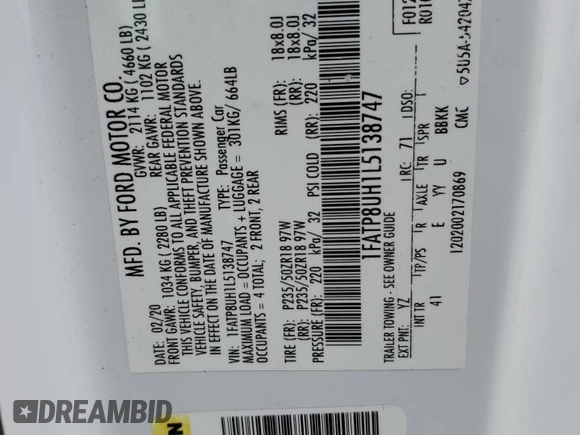 MFD. BY FORD MOTOR CO.
DATE: 02/20 GVWR: 2114 KG ( 4660 LB)
FRONT GAWR: 1034 KG ( 2280 LB) REAR GAWR: 1102 KG ( 2430 LB)
THIS VEHICLE CONFORMS TO ALL APPLICABLE FEDERAL MOTOR
VEHICLE SAFETY, BUMPER, AND THEFT PREVENTION STANDARDS
IN EFFECT ON THE DATE OF MANUFACTURE SHOWN ABOVE.
VIN: 1FATP8UH1L5138747 TYPE: Passenger Car
MAXIMUM LOAD = OCCUPANTS + LUGGAGE = 301KG/ 664LB
OCCUPANTS = 4 TOTAL; 2 FRONT, 2 REAR
TIRE (FR): P235/50ZR18 97W RIMS (FR): 18x8.0J
TIRE (RR): P235/50ZR18 97W RIMS (RR): 18x8.0J
PRESSURE (FR): 220 kPa/ 32 PSI COLD (RR): 220 kPa/ 32
1FATP8UH1L5138747
TRAILER TOWING - SEE OWNER GUIDE
EXT PNT: YZ RC: 71 DSO:
INT TR TP/PS R AXLE TR SPR
41 E YY U BBKK
1202002170869 CMC
F012
DREAMBID